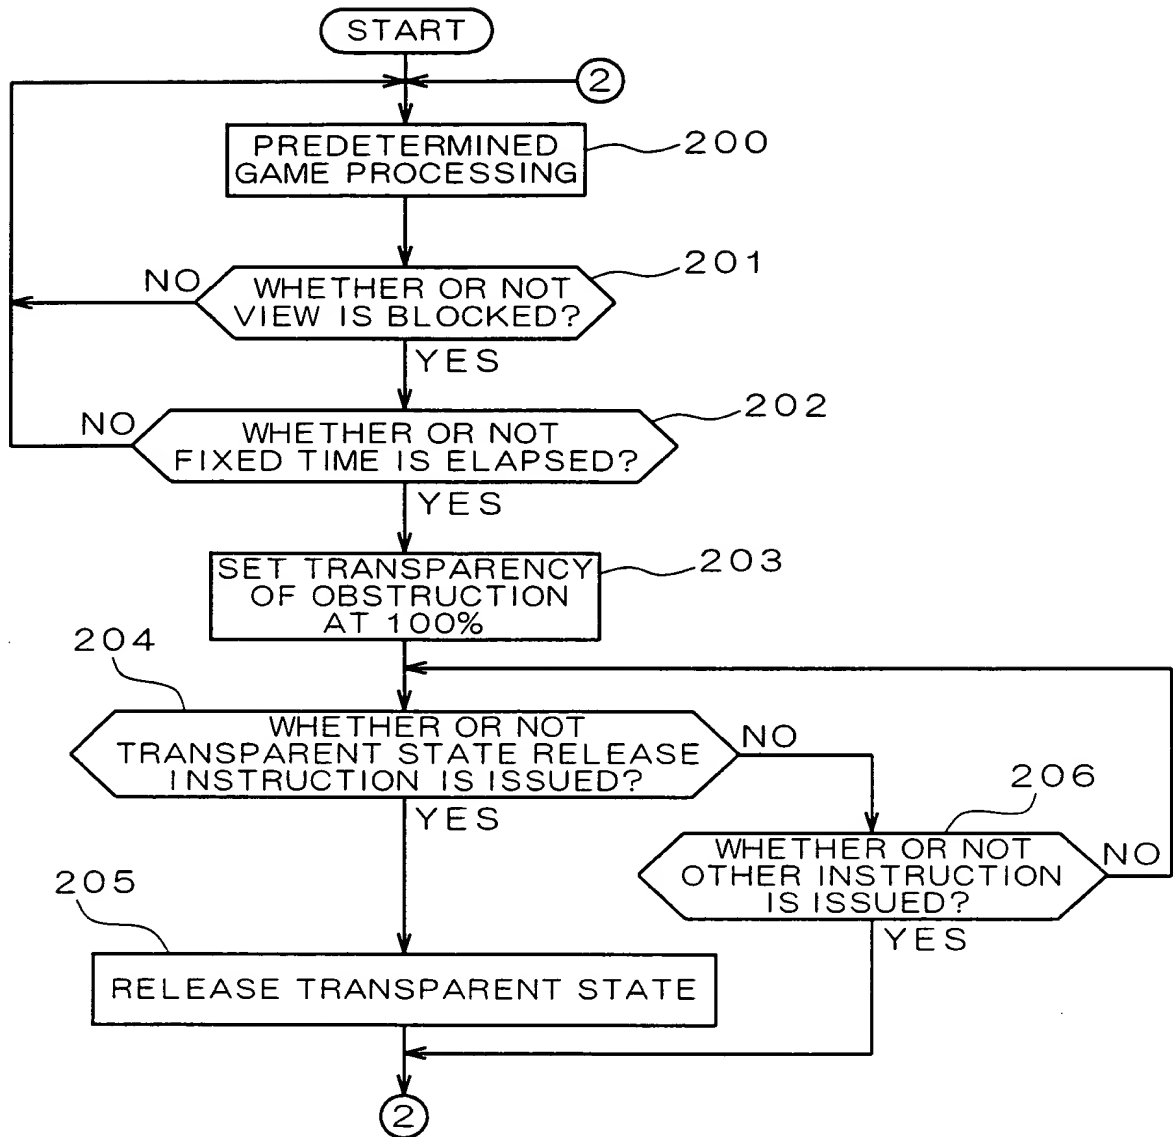 START
2
PREDETERMINED
GAME PROCESSING
200
201
NO
WHETHER OR NOT
VIEW IS BLOCKED?
YES
202
NO
WHETHER OR NOT
FIXED TIME IS ELAPSED?
YES
203
SET TRANSPARENCY
OF OBSTRUCTION
AT 100%
204
WHETHER OR NOT
TRANSPARENT STATE RELEASE
INSTRUCTION IS ISSUED?
NO
YES
206
WHETHER OR NOT
OTHER INSTRUCTION
IS ISSUED?
NO
YES
205
RELEASE TRANSPARENT STATE
2